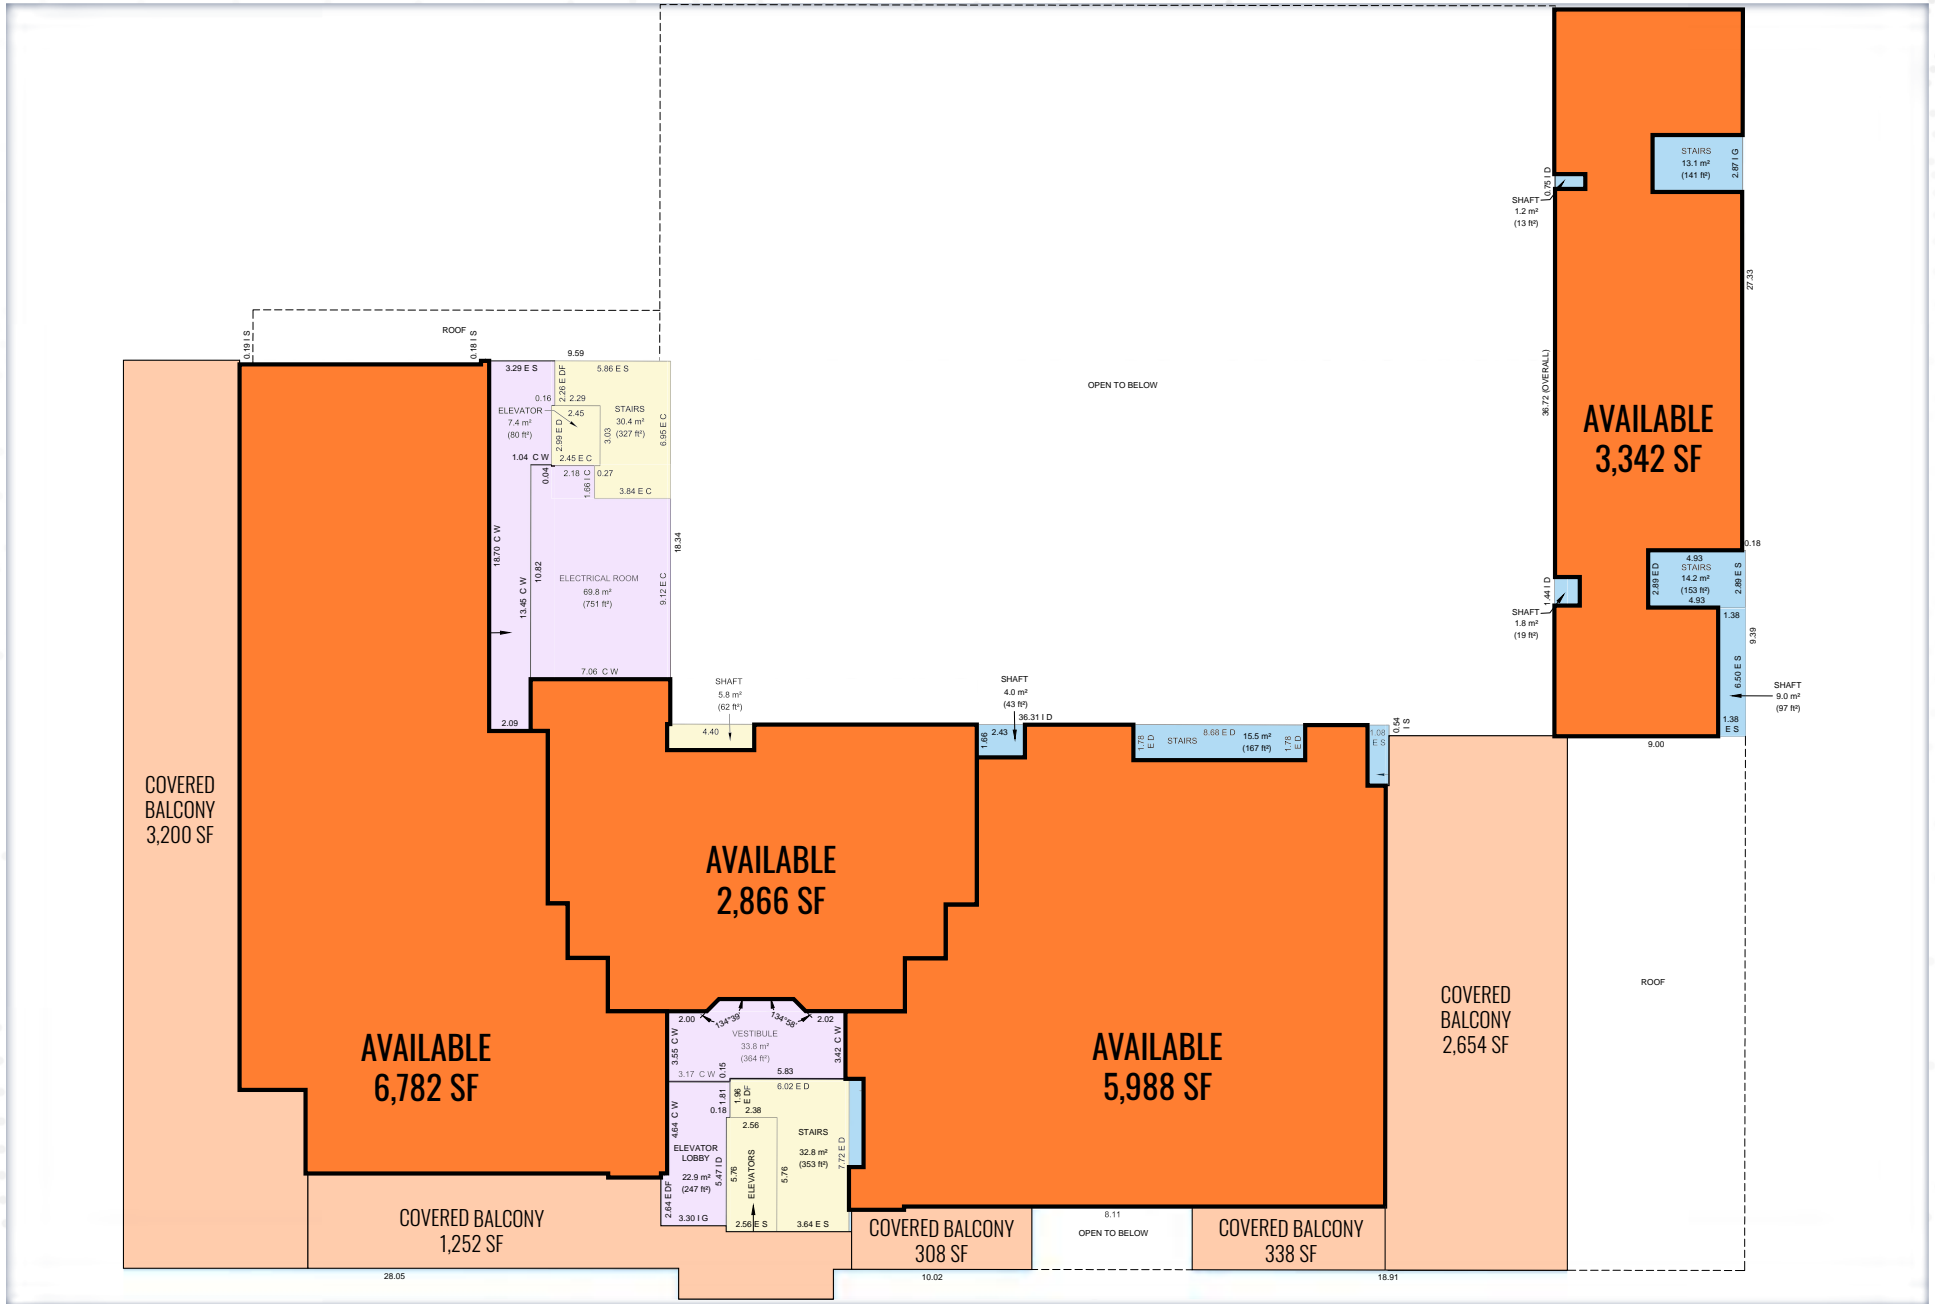 0.19 I S
ROOF
0.18 I S
9.59
3.29 E S
5.86 E S
2.26 E DF
0.16
2.29
ELEVATOR
7.4 m²
(80 ft²)
2.45
2.99 E D
3.03
STAIRS
30.4 m²
(327 ft²)
6.95 E C
1.04 C W
2.45 E C
0.04
2.18
1.66 I C
0.27
3.84 E C
18.70 C W
13.45 C W
10.82
ELECTRICAL ROOM
69.8 m²
(751 ft²)
9.12 E C
18.34
7.06 C W
2.09
OPEN TO BELOW
STAIRS
13.1 m²
(141 ft²)
2.87 I G
0.75 I D
SHAFT
1.2 m²
(13 ft²)
27.33
36.72 (OVERALL)
AVAILABLE
3,342 SF
0.18
4.93
STAIRS
14.2 m²
(153 ft²)
4.93
2.89 E D
2.89 E S
1.44 I D
SHAFT
1.8 m²
(19 ft²)
1.38
9.39
6.50 E S
SHAFT
9.0 m²
(97 ft²)
1.38
E S
9.00
SHAFT
5.8 m²
(62 ft²)
4.40
SHAFT
4.0 m²
(43 ft²)
36.31 I D
1.66
2.43
1.78
E D
STAIRS
8.68 E D
15.5 m²
(167 ft²)
1.78
E D
1.08
E S
0.54
I S
COVERED
BALCONY
3,200 SF
AVAILABLE
2,866 SF
AVAILABLE
6,782 SF
AVAILABLE
5,988 SF
COVERED
BALCONY
2,654 SF
ROOF
2.00
134°39'
134°58'
2.02
VESTIBULE
33.8 m²
(364 ft²)
3.55 C W
3.42 C W
3.17 C W
0.15
5.83
6.02 E D
1.81
1.96
E DF
0.18
2.38
2.56
4.64 C W
ELEVATOR
LOBBY
22.9 m²
(247 ft²)
5.47 I D
5.76
ELEVATORS
5.76
STAIRS
32.8 m²
(353 ft²)
7.72 E D
2.64 E DF
3.30 I G
2.56 E S
3.64 E S
COVERED BALCONY
1,252 SF
COVERED BALCONY
308 SF
8.11
OPEN TO BELOW
COVERED BALCONY
338 SF
28.05
10.02
18.91